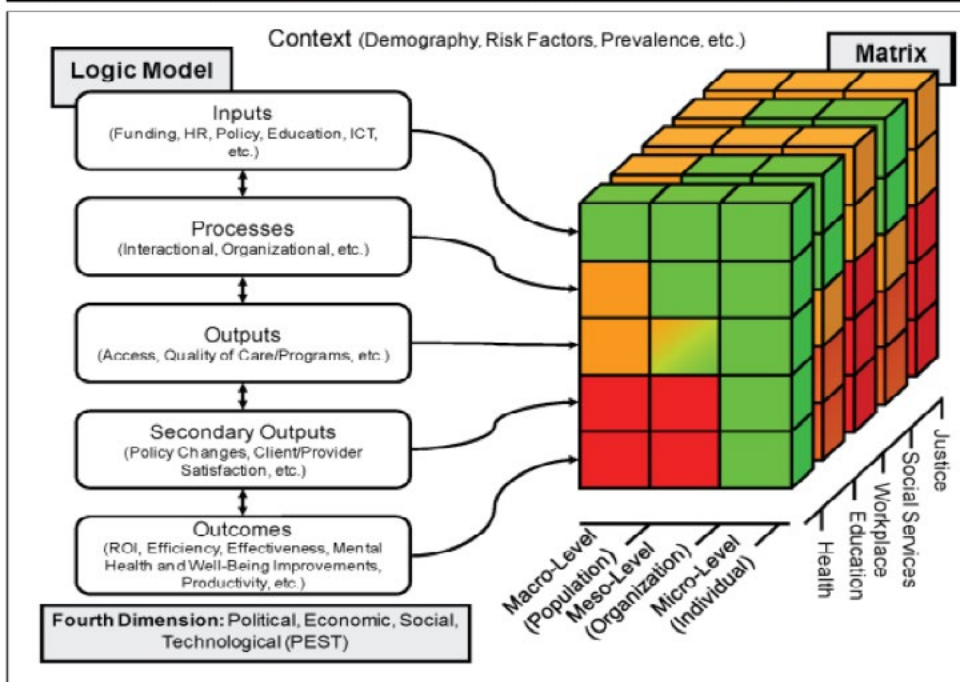 Context (Demography, Risk Factors, Prevalence, etc.)
Logic Model
Matrix
Inputs
(Funding, HR, Policy, Education, ICT,
etc.)
Processes
(Interactional, Organizational, etc.)
Outputs
(Access, Quality of Care/Programs, etc.)
Secondary Outputs
(Policy Changes, Client/Provider
Satisfaction, etc.)
Outcomes
(ROI, Efficiency, Effectiveness, Mental
Health and Well-Being Improvements,
Productivity, etc.)
Fourth Dimension: Political, Economic, Social,
Technological (PEST)
Macro-Level
(Population)
Meso-Level
(Organization)
Micro-Level
(Individual)
Health
Education
Workplace
Social Services
Justice